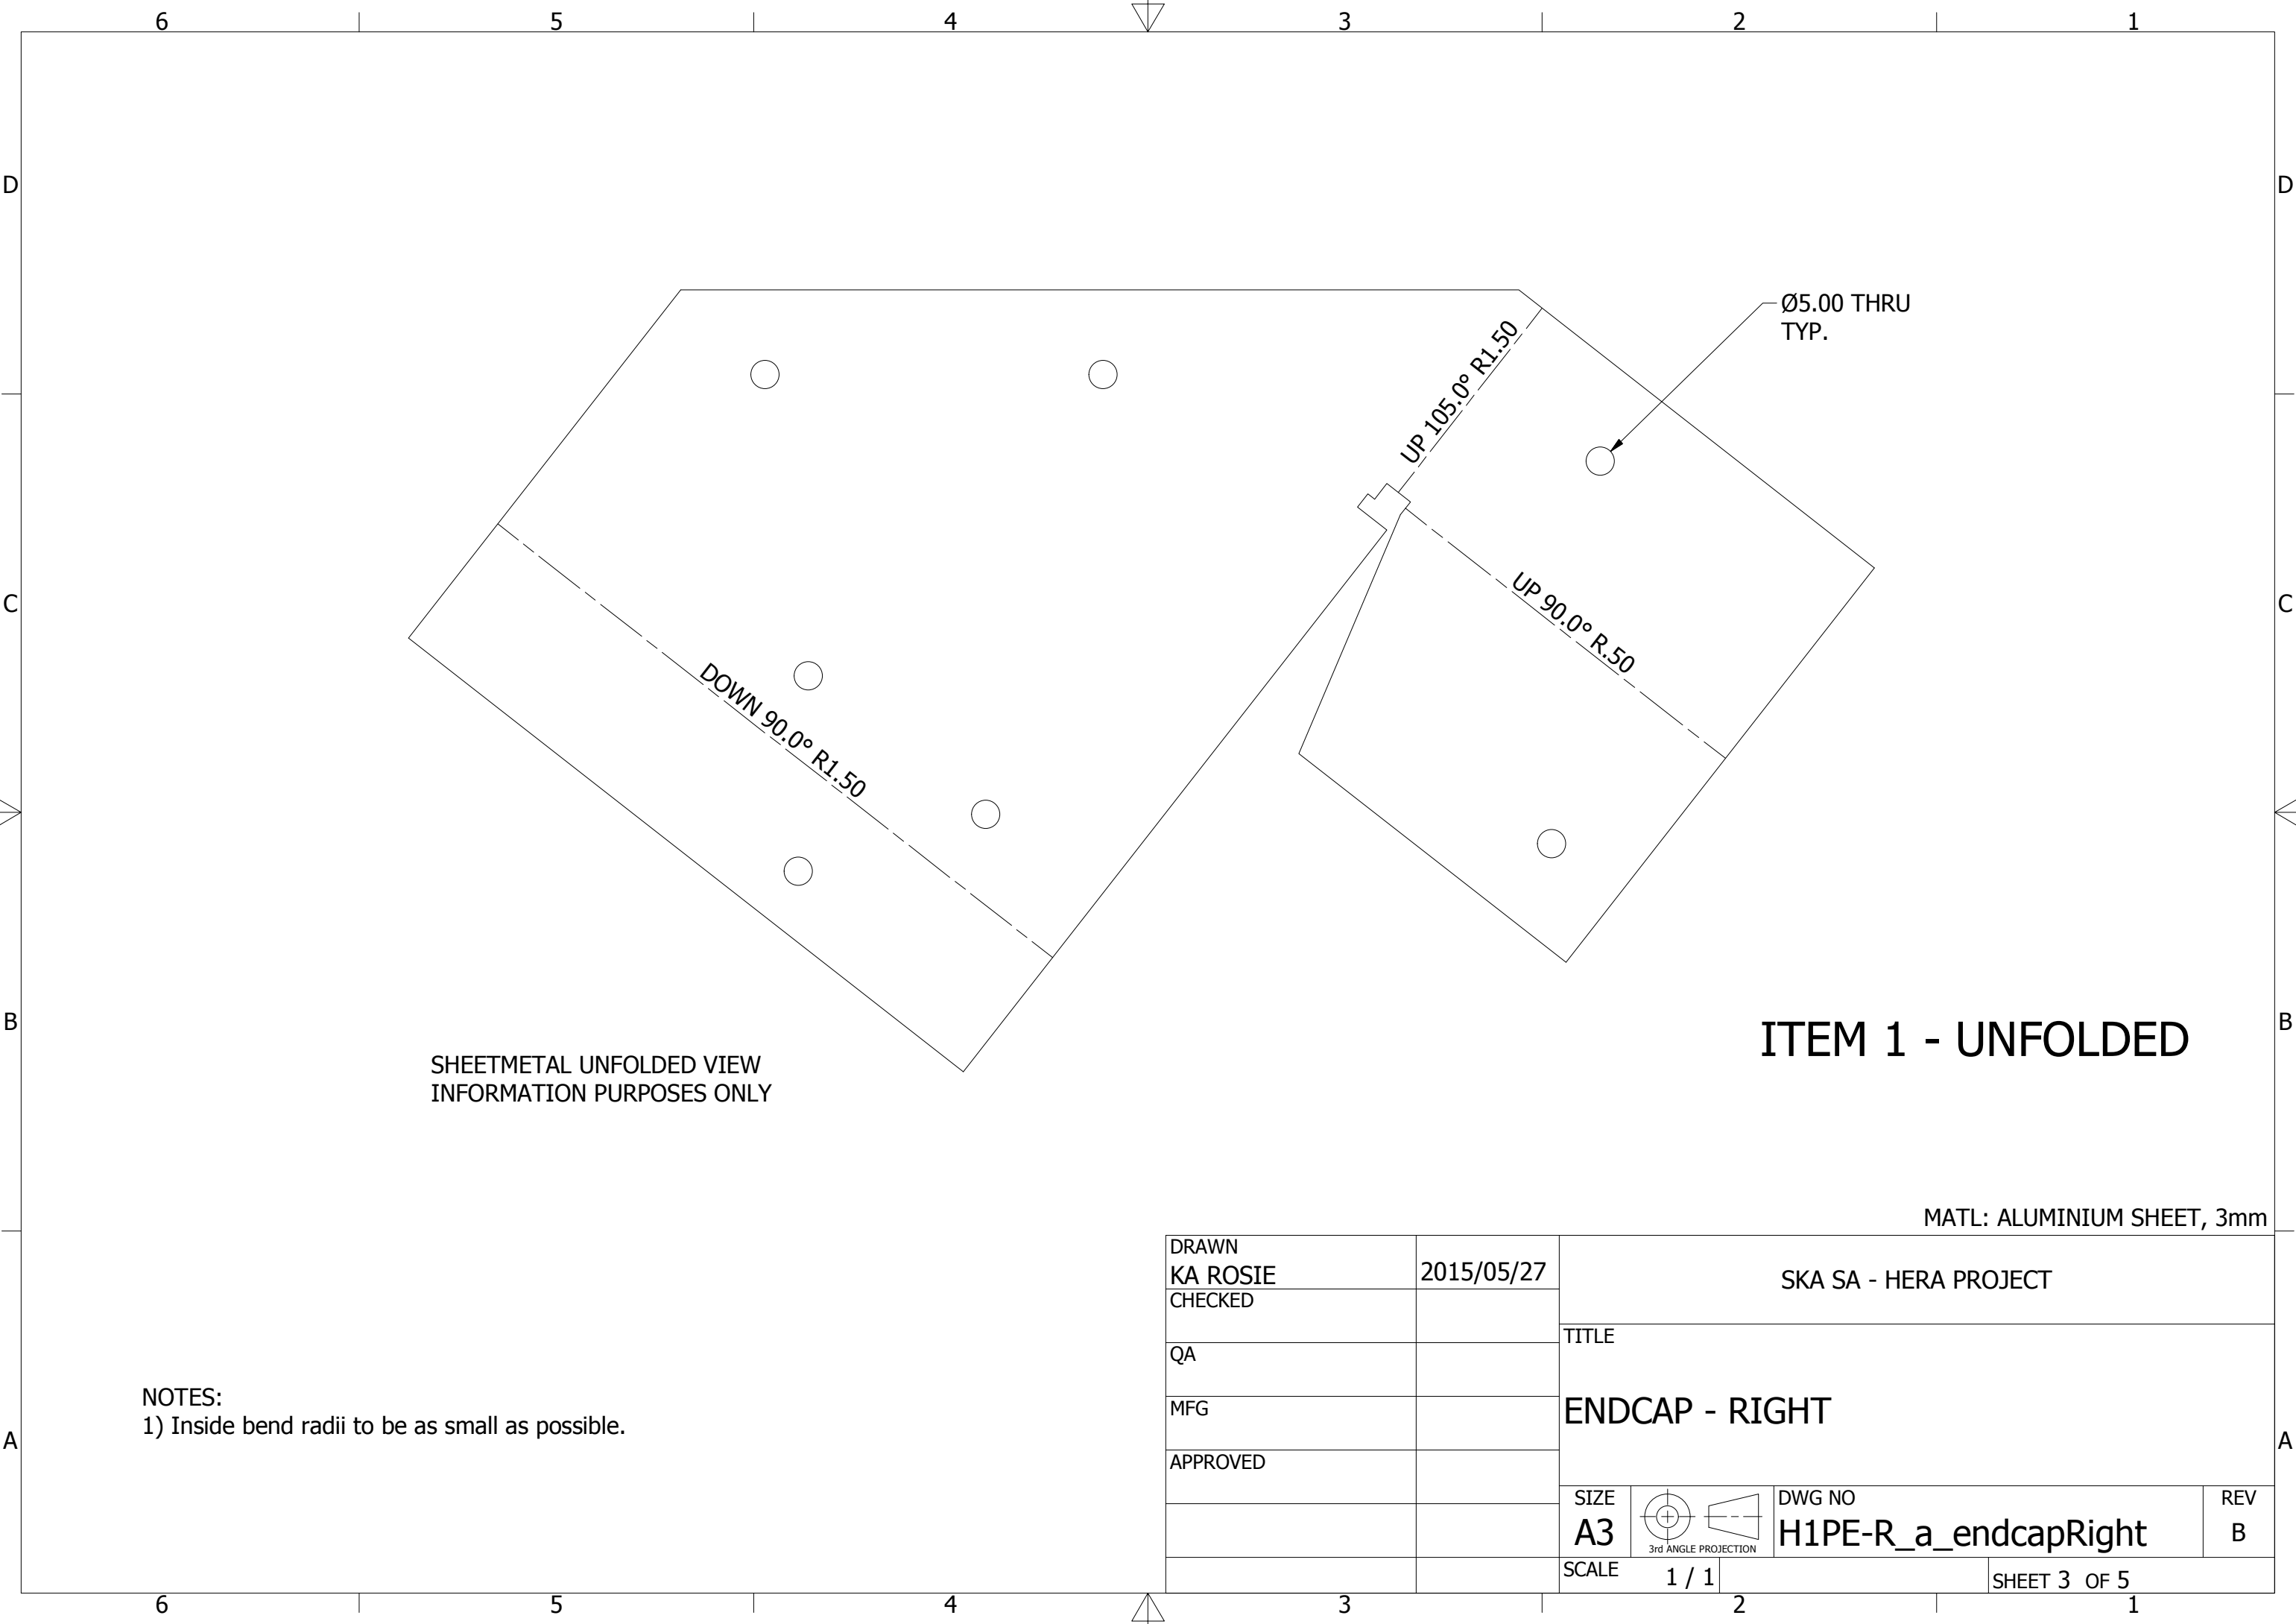 6 5 4 3 2 1
D D
Ø5.00 THRU
TYP.
UP 105.0° R1.50
C C
UP 90.0° R.50
DOWN 90.0° R1.50
B B
ITEM 1 - UNFOLDED
SHEETMETAL UNFOLDED VIEW
INFORMATION PURPOSES ONLY
MATL: ALUMINIUM SHEET, 3mm
DRAWN
KA ROSIE 2015/05/27
SKA SA - HERA PROJECT
CHECKED
TITLE
QA
NOTES:
1) Inside bend radii to be as small as possible.
MFG
ENDCAP - RIGHT
A A
APPROVED
SIZE
A3
3rd ANGLE PROJECTION
DWG NO
H1PE-R_a_endcapRight
REV
B
SCALE 1 / 1
SHEET 3 OF 5
6 5 4 3 2 1